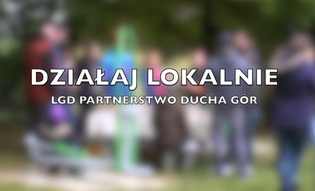 DZIAŁAJ LOKALNIE
LGD PARTNERSTWO DUCHA GÓR